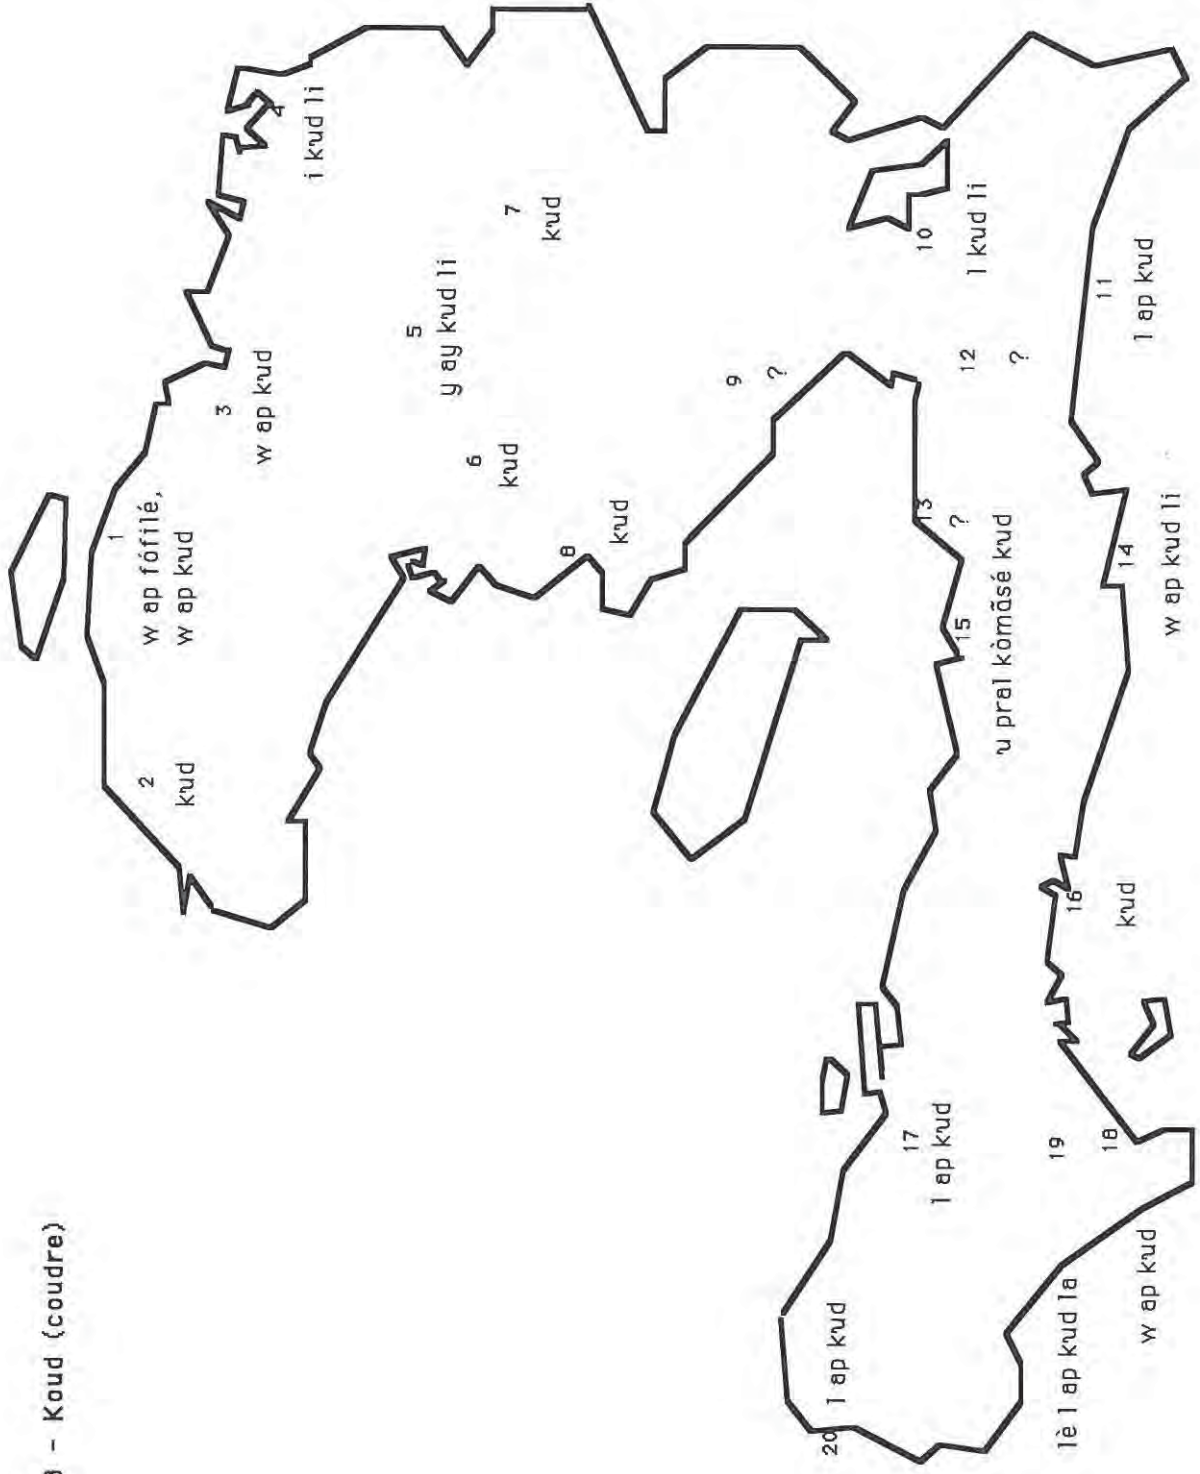 - Koud (coudre)
1
w ap fófilé,
w ap kud
2
kud
3
w ap kud
4
i kud li
5
y ay kud li
6
kud
7
kud
8
kud
9
?
10
l kud li
11
l ap kud
12
?
13
?
14
w ap kud li
15
u pral kòmãsé kud
16
kud
17
l ap kud
18
w ap kud
19
lè l ap kud la
20
l ap kud